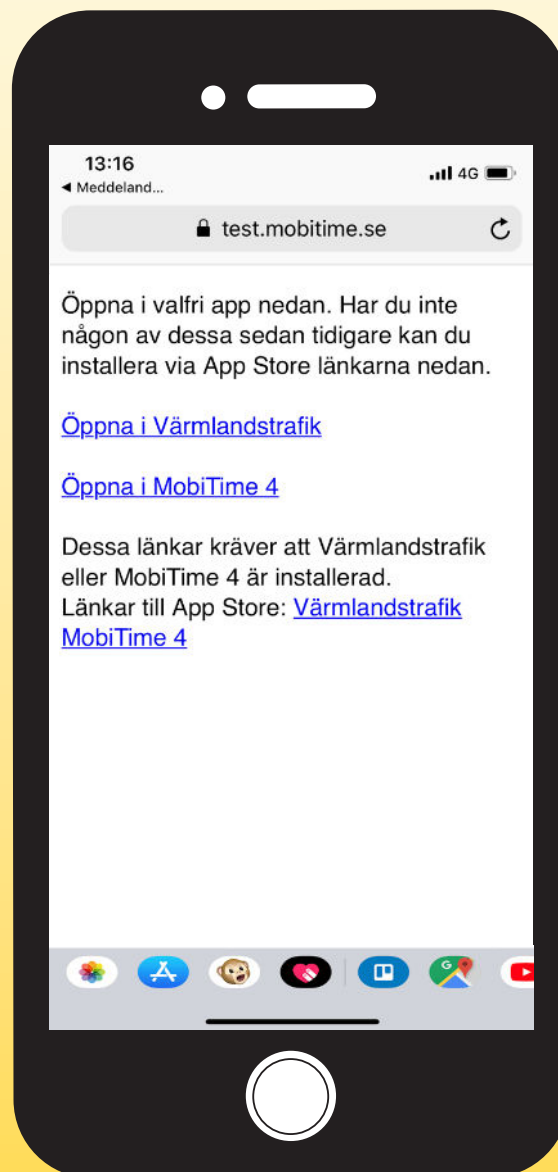 13:16
4G
◀ Meddeland...
test.mobitime.se
Öppna i valfri app nedan. Har du inte
någon av dessa sedan tidigare kan du
installera via App Store länkarna nedan.
Öppna i Värmlandstrafik
Öppna i MobiTime 4
Dessa länkar kräver att Värmlandstrafik
eller MobiTime 4 är installerad.
Länkar till App Store: Värmlandstrafik
MobiTime 4